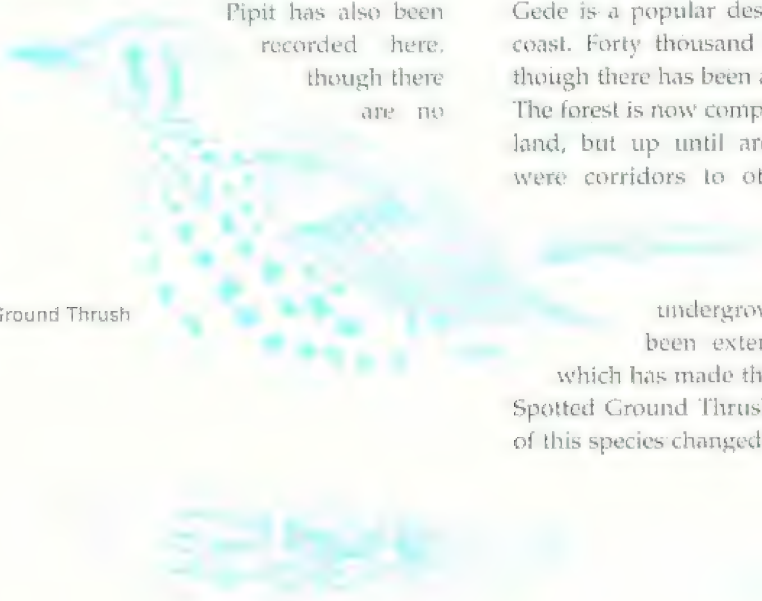 Pipit has also been
recorded here,
though there
are no
Ground Thrush
Gede is a popular des
coast. Forty thousand
though there has been a
The forest is now comp
land, but up until aro
were corridors to ot
undergrow
been exter
which has made th
Spotted Ground Thrus
of this species changed